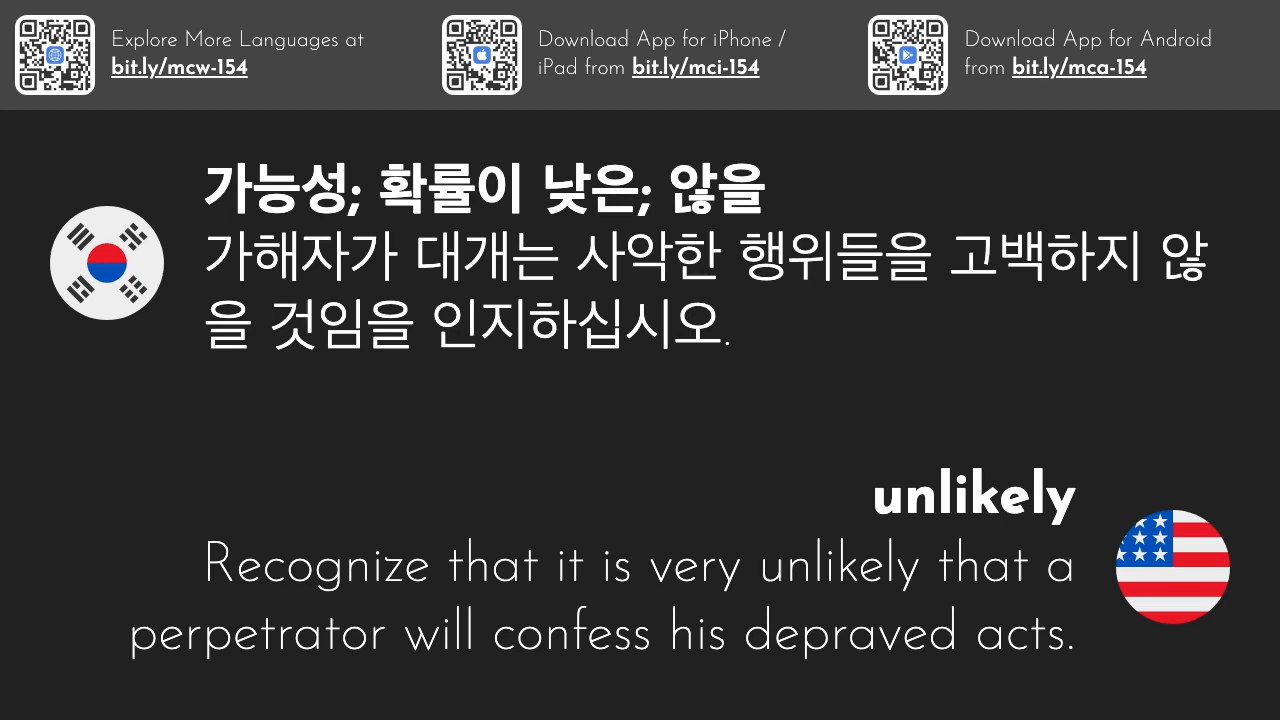 Explore More Languages at
bit.ly/mcw-154
Download App for iPhone /
iPad from bit.ly/mci-154
Download App for Android
from bit.ly/mca-154
가능성; 확률이 낮은; 않을
가해자가 대개는 사악한 행위들을 고백하지 않
을 것임을 인지하십시오.
unlikely
Recognize that it is very unlikely that a
perpetrator will confess his depraved acts.